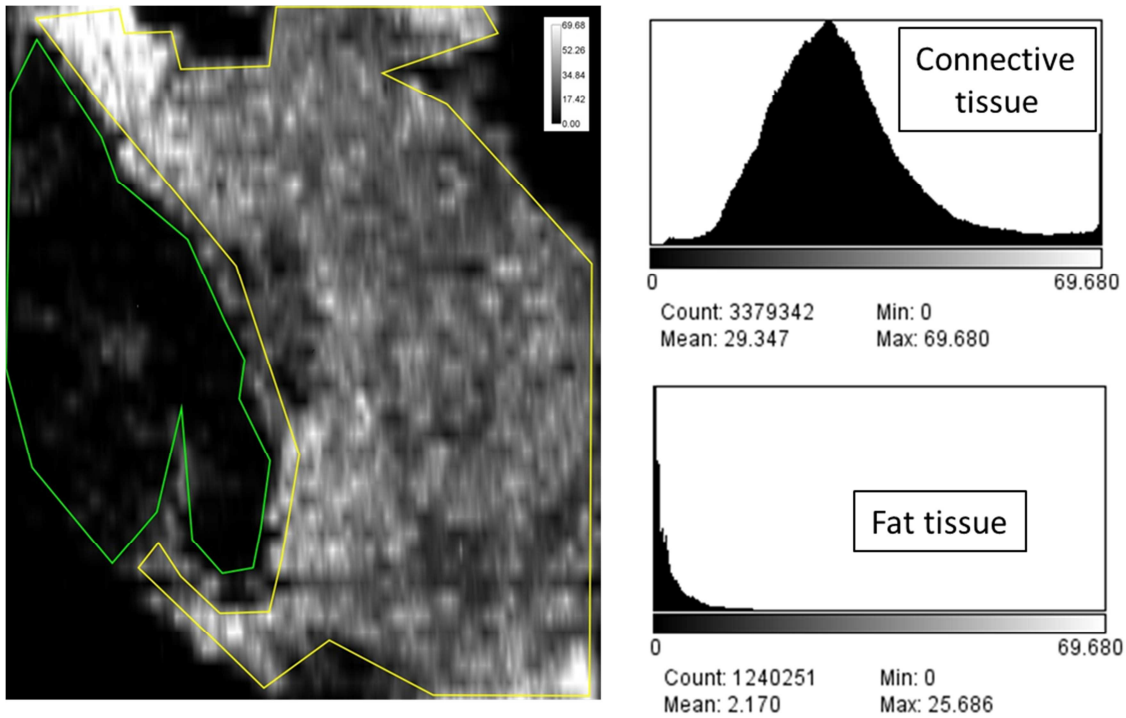 69.68
52.26
34.84
17.42
0.00
Connective
tissue
0 69.680
Count: 3379342 Min: 0
Mean: 29.347 Max: 69.680
Fat tissue
0 69.680
Count: 1240251 Min: 0
Mean: 2.170 Max: 25.686